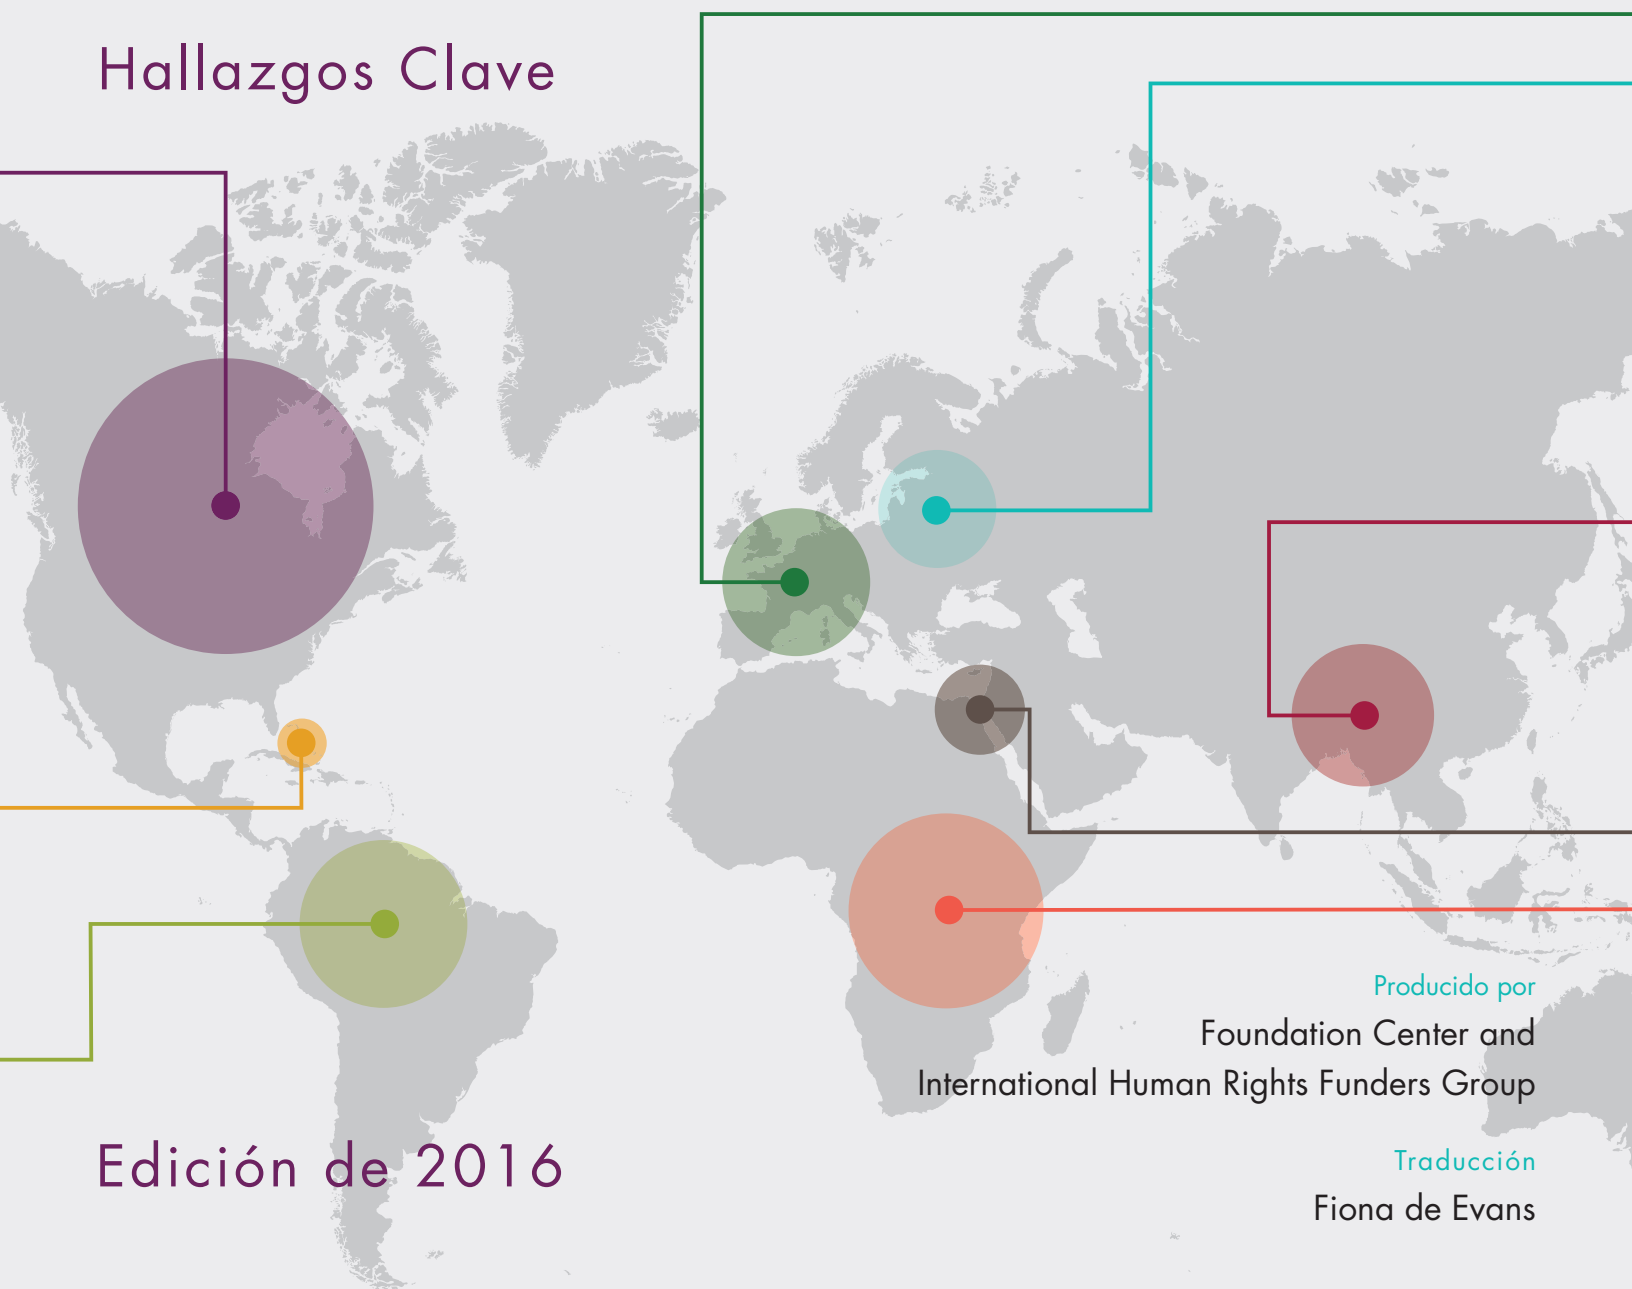 Hallazgos Clave
Producido por
Foundation Center and
International Human Rights Funders Group
Edición de 2016
Traducción
Fiona de Evans